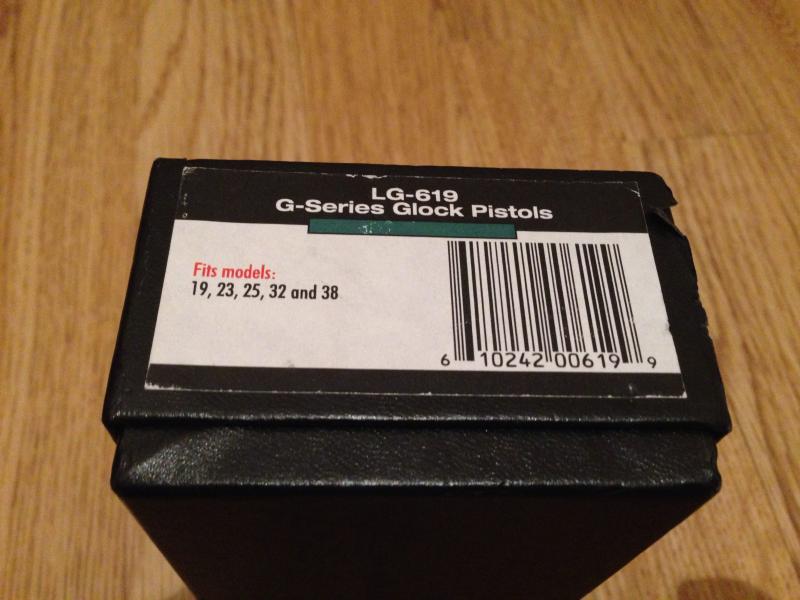 LG-619
G-Series Glock Pistols
Fits models:
19, 23, 25, 32 and 38
6 10242 00619 9